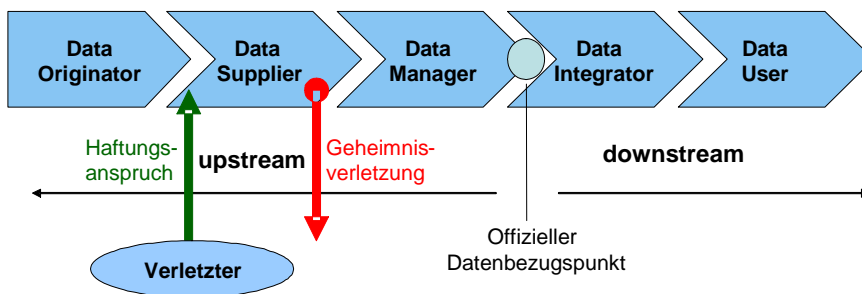 Data
Originator
Data
Supplier
Data
Manager
Data
Integrator
Data
User
Haftungs-
anspruch
upstream
Geheimnis-
verletzung
downstream
Offizieller
Datenbezugspunkt
Verletzter